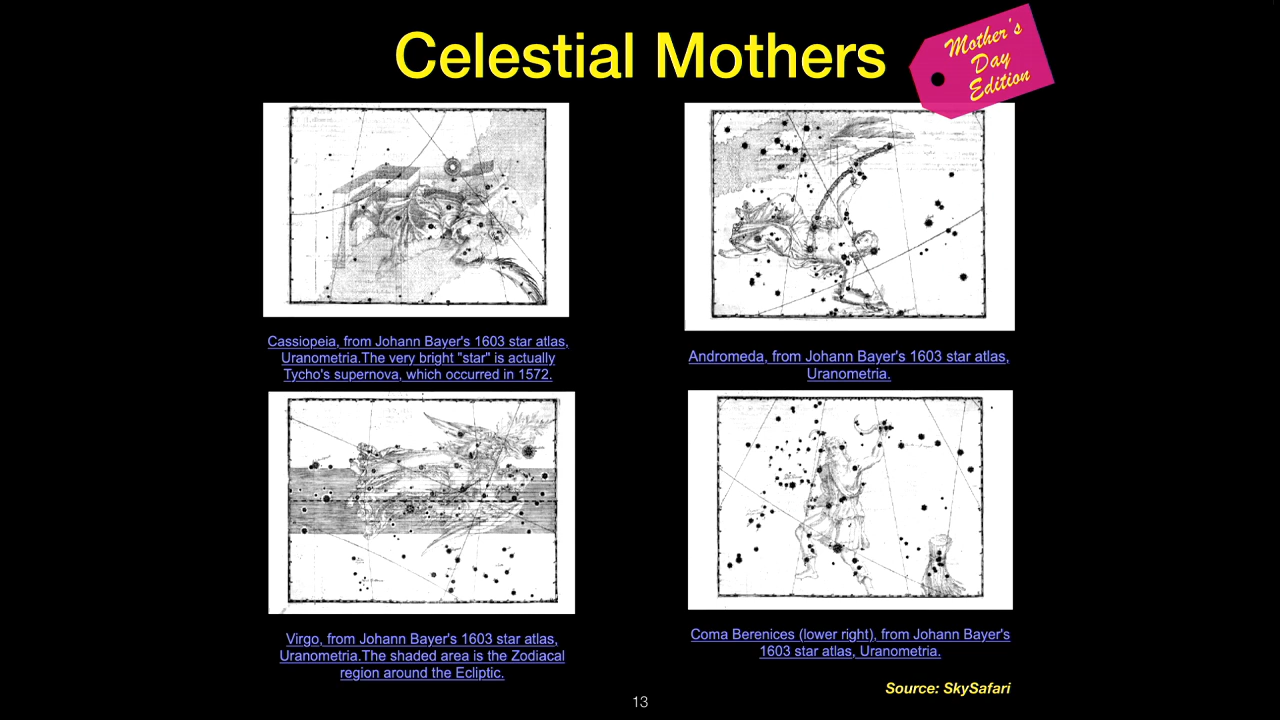 Celestial Mothers
Mother's
Day
Edition
Cassiopeia, from Johann Bayer's 1603 star atlas,
Uranometria.The very bright "star" is actually
Tycho's supernova, which occurred in 1572.
Andromeda, from Johann Bayer's 1603 star atlas,
Uranometria.
Virgo, from Johann Bayer's 1603 star atlas,
Uranometria.The shaded area is the Zodiacal
region around the Ecliptic.
Coma Berenices (lower right), from Johann Bayer's
1603 star atlas, Uranometria.
Source: SkySafari
13